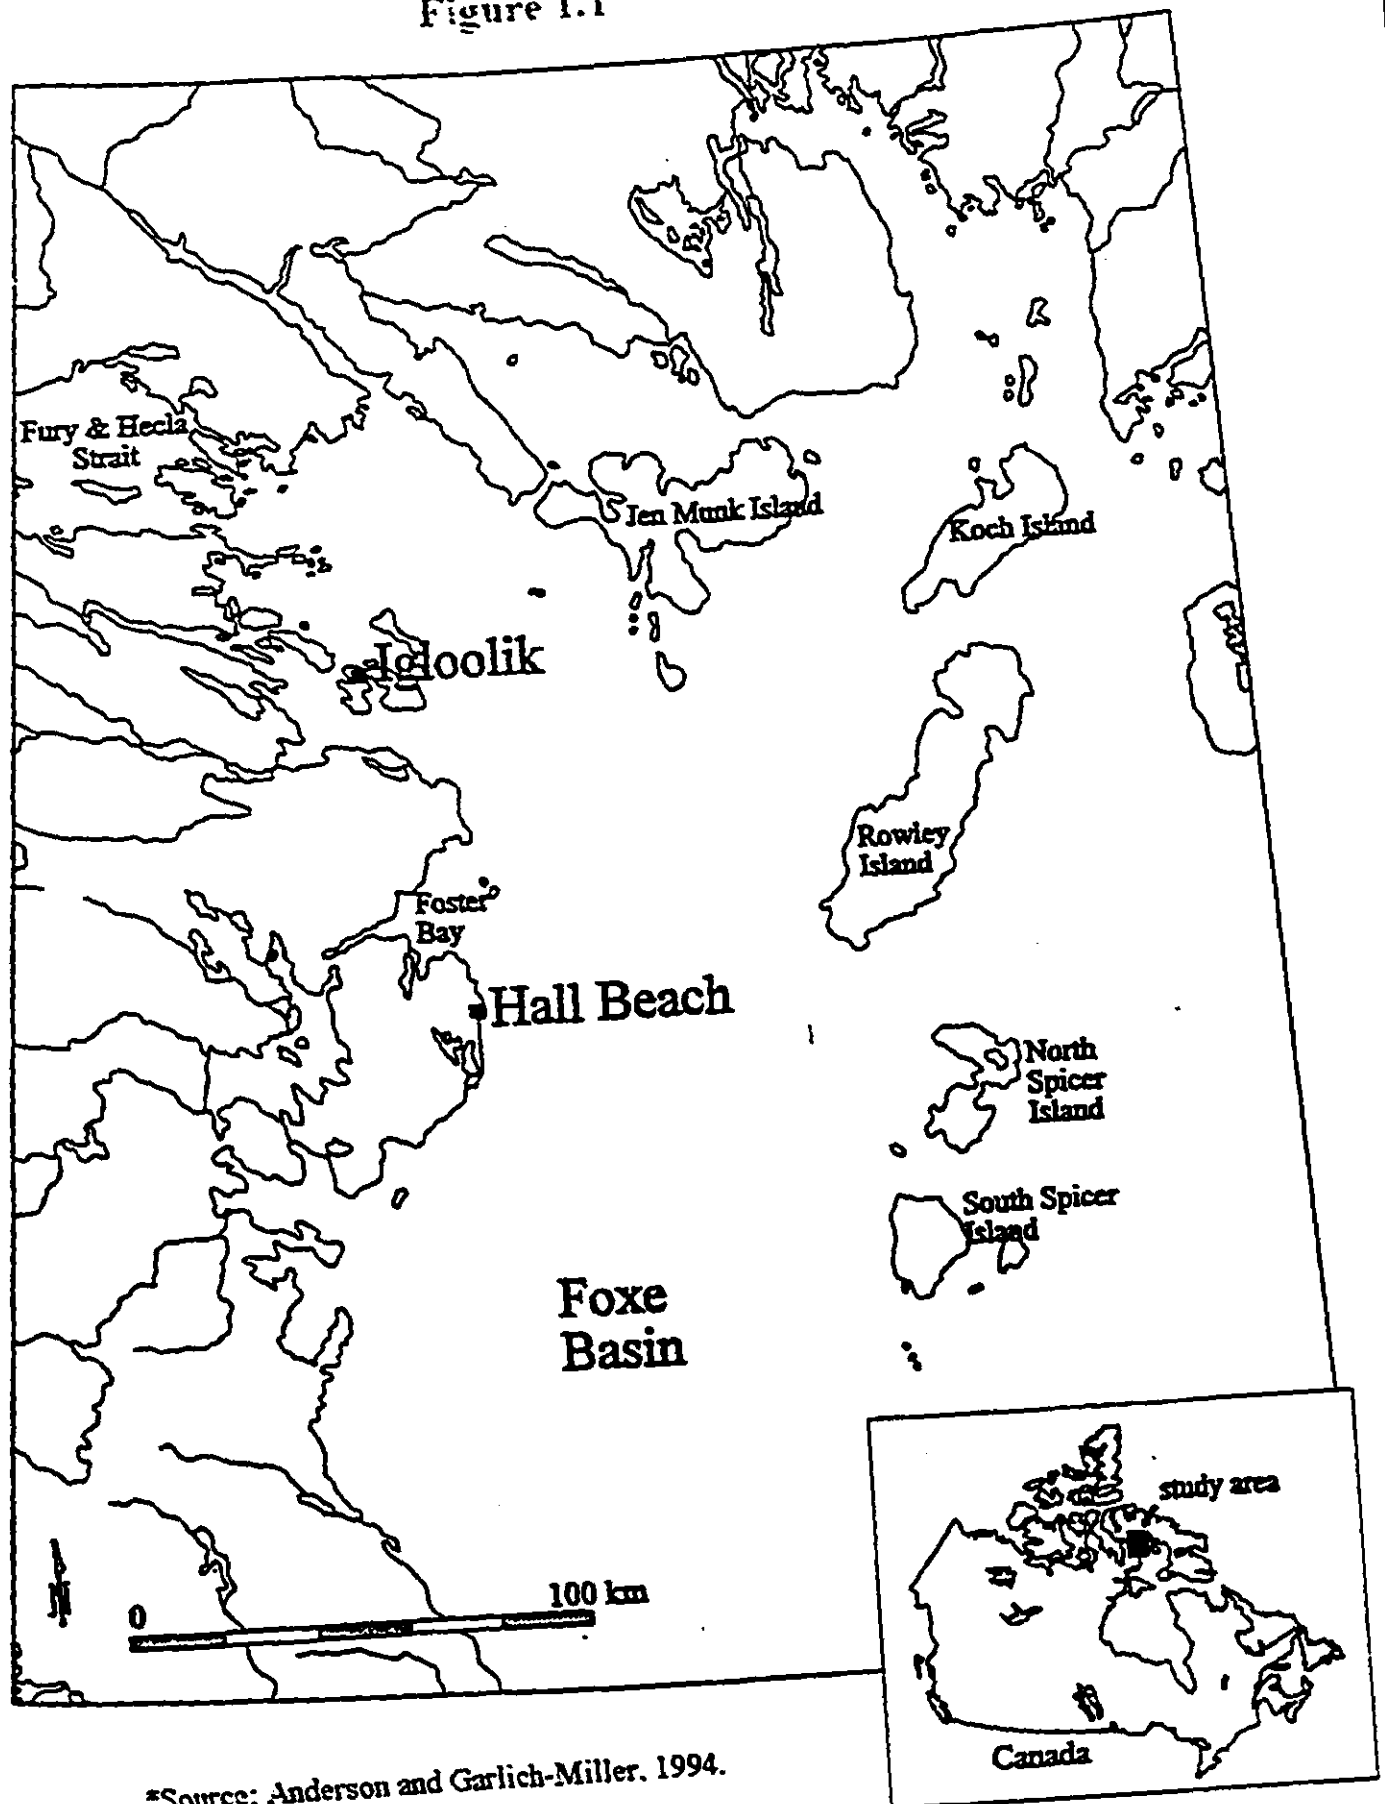 Figure 1.1
Fury & Hecla
Strait
Jen Munk Island
Koch Island
Igloolik
Rowley
Island
Foster
Bay
Hall Beach
North
Spicer
Island
South Spicer
Island
Foxe
Basin
study area
0
100 km
Canada
*Source: Anderson and Garlich-Miller. 1994.